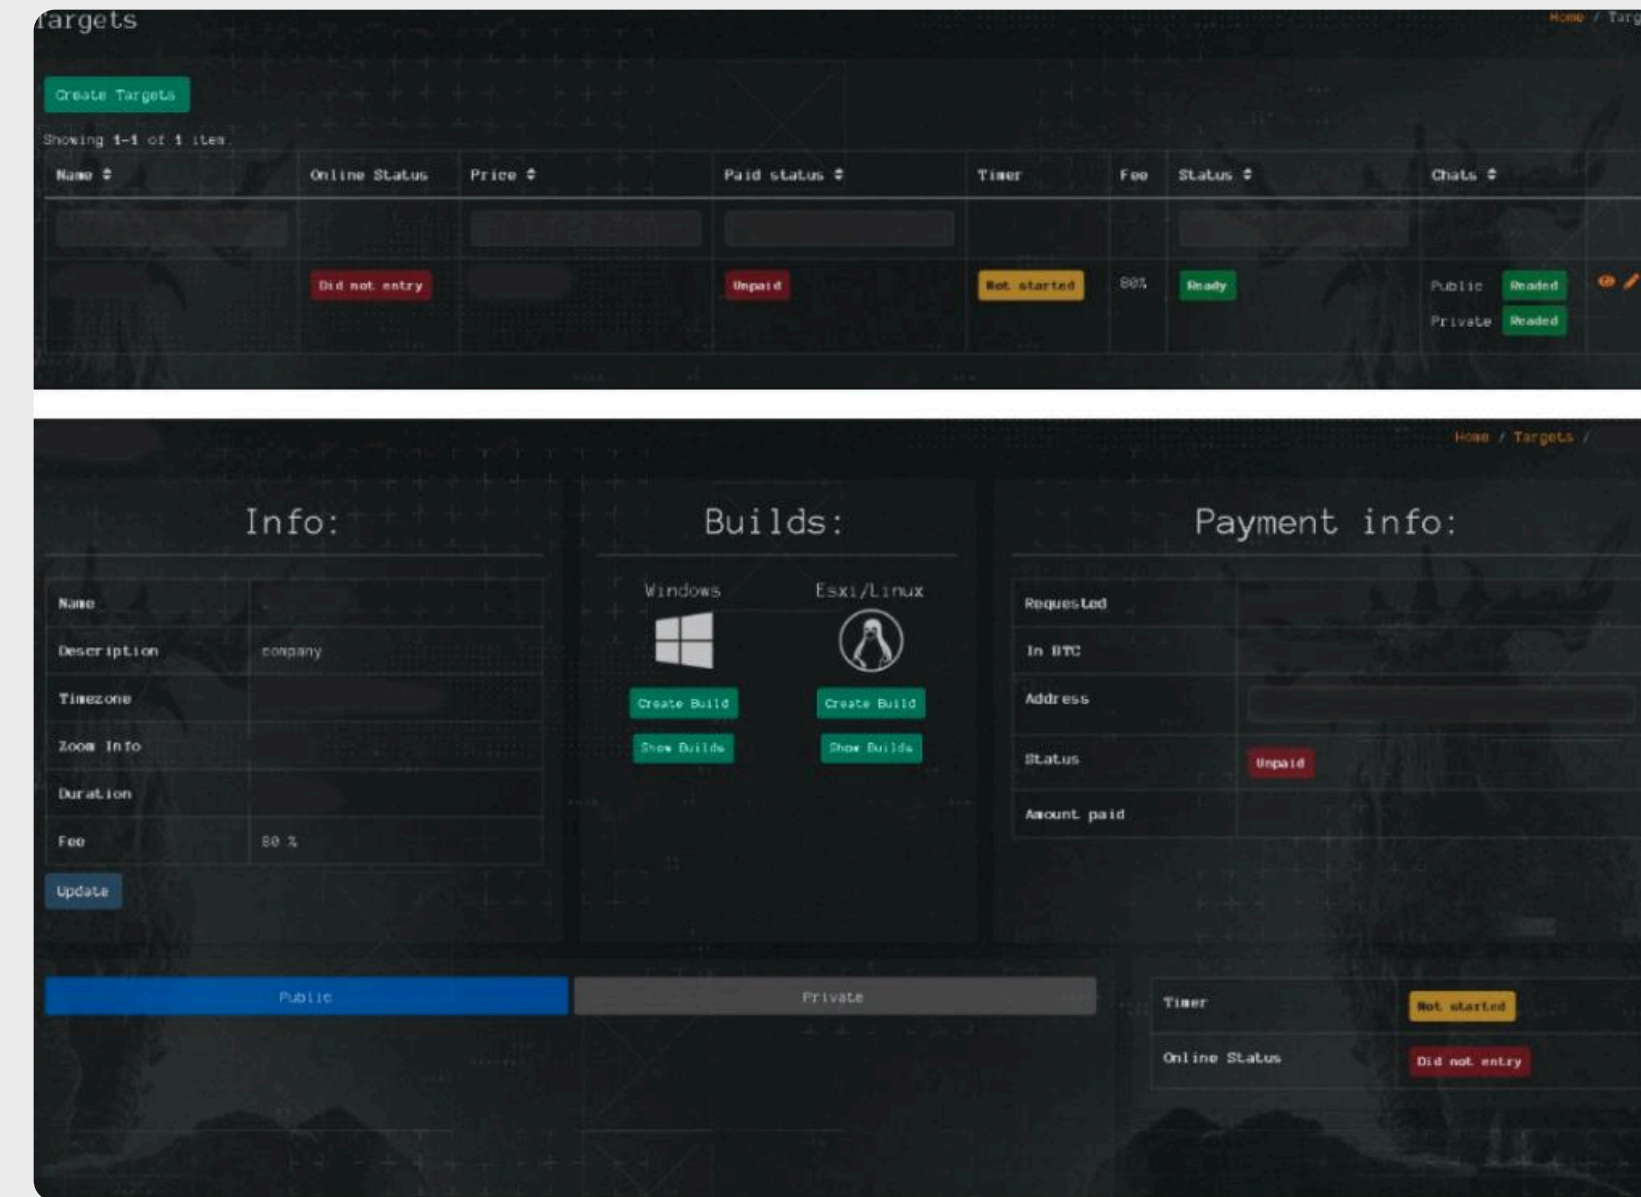 Targets
Home / Targ
Create Targets
Showing 1-1 of 1 item.
Name Online Status Price Paid status Timer Fee Status Chats
Did not entry Unpaid Not started 80% Ready Public Readed
Private Readed
Home / Targets /
Info:
Name
Description company
Timezone
Zoom Info
Duration
Fee 80 %
Update
Builds:
Windows Esxi/Linux
Create Build Create Build
Show Builds Show Builds
Payment info:
Requested
In BTC
Address
Status Unpaid
Amount paid
Public Private
Timer Not started
Online Status Did not entry